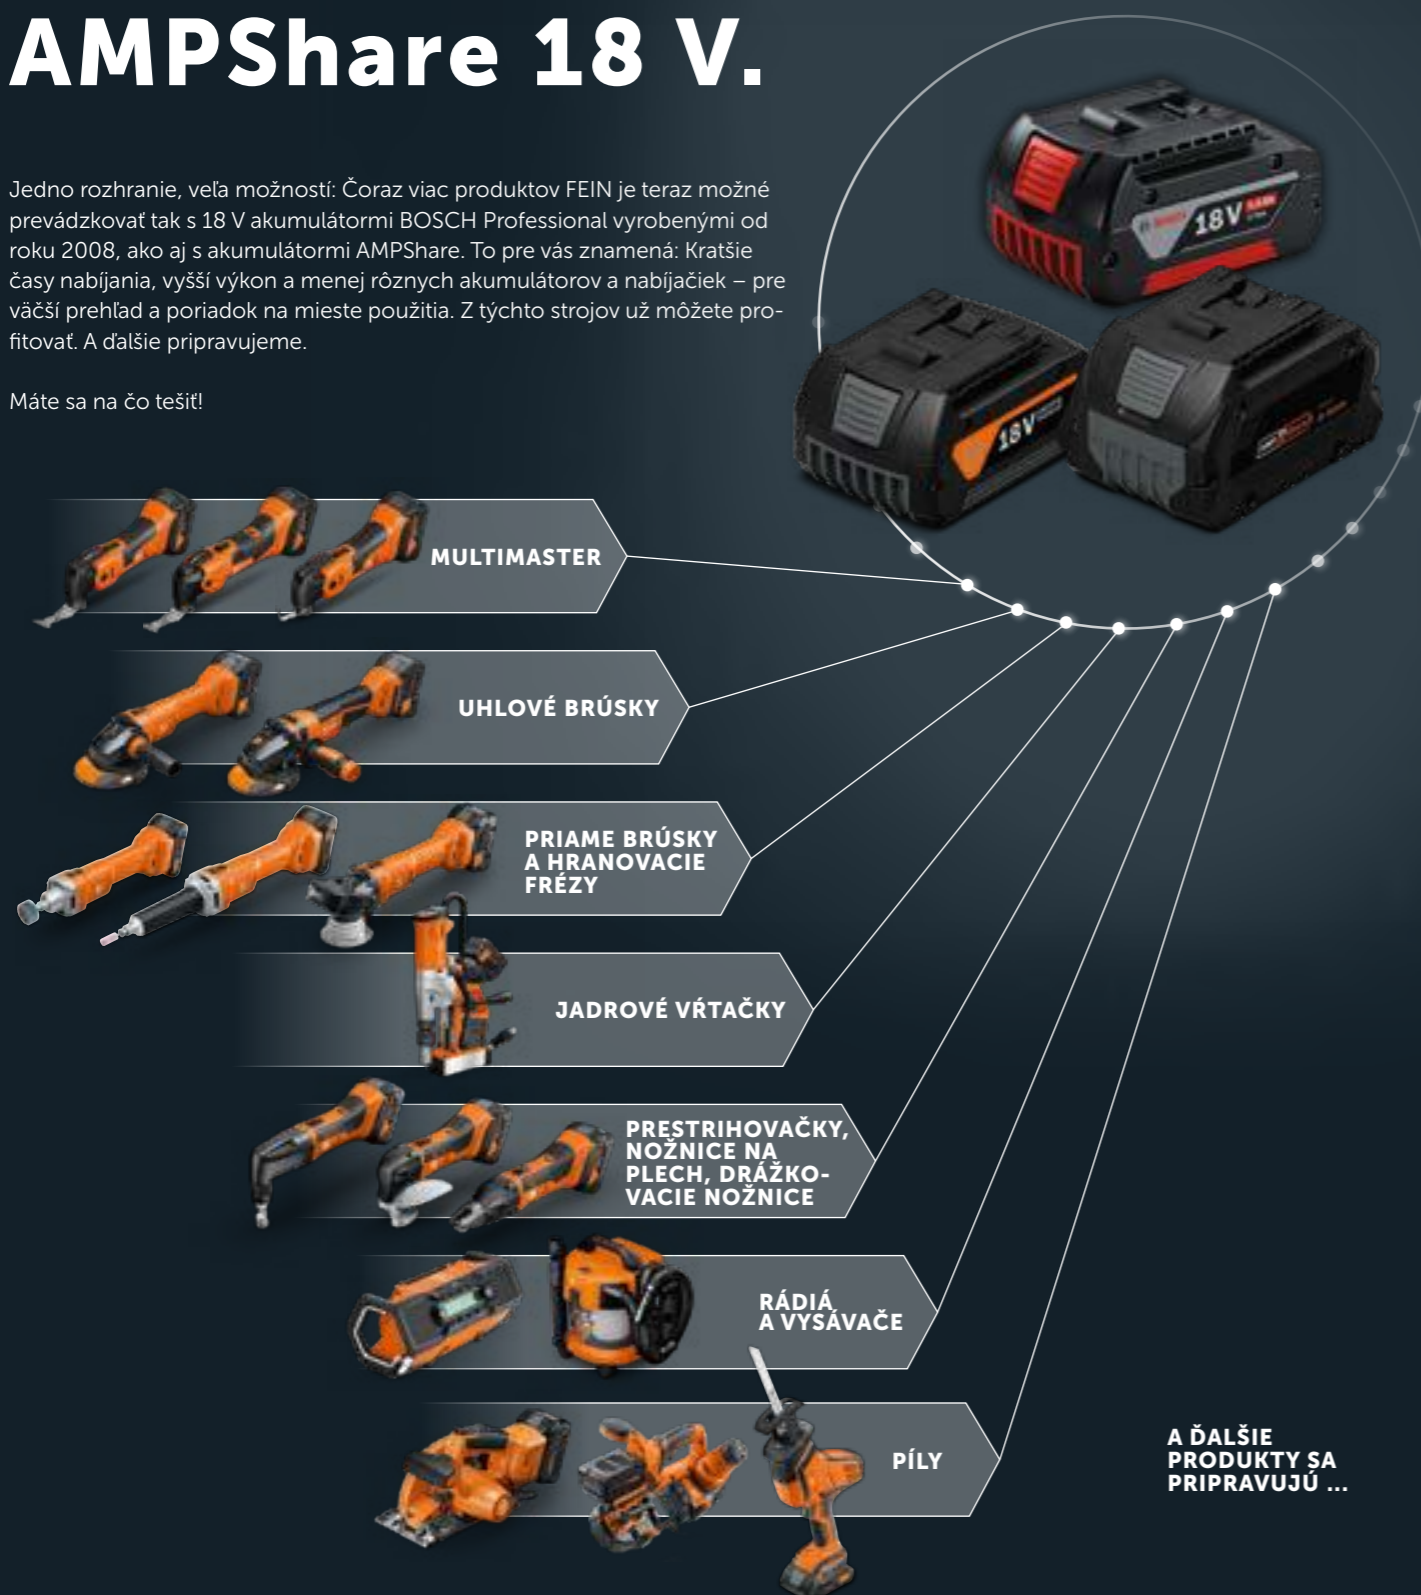 AMPShare 18 V.
Jedno rozhranie, veľa možností: Čoraz viac produktov FEIN je teraz možné
prevádzkovať tak s 18 V akumulátormi BOSCH Professional vyrobenými od
roku 2008, ako aj s akumulátormi AMPShare. To pre vás znamená: Kratšie
časy nabíjania, vyšší výkon a menej rôznych akumulátorov a nabíjačiek – pre
väčší prehľad a poriadok na mieste použitia. Z týchto strojov už môžete pro-
fitovať. A ďalšie pripravujeme.
Máte sa na čo tešiť!
18V
18V
MULTIMASTER
UHLOVÉ BRÚSKY
PRIAME BRÚSKY
A HRANOVACIE
FRÉZY
JADROVÉ VŔTAČKY
PRESTRIHOVAČKY,
NOŽNICE NA
PLECH, DRÁŽKO-
VACIE NOŽNICE
RÁDIÁ
A VYSÁVAČE
PÍLY
A ĎALŠIE
PRODUKTY SA
PRIPRAVUJÚ ...